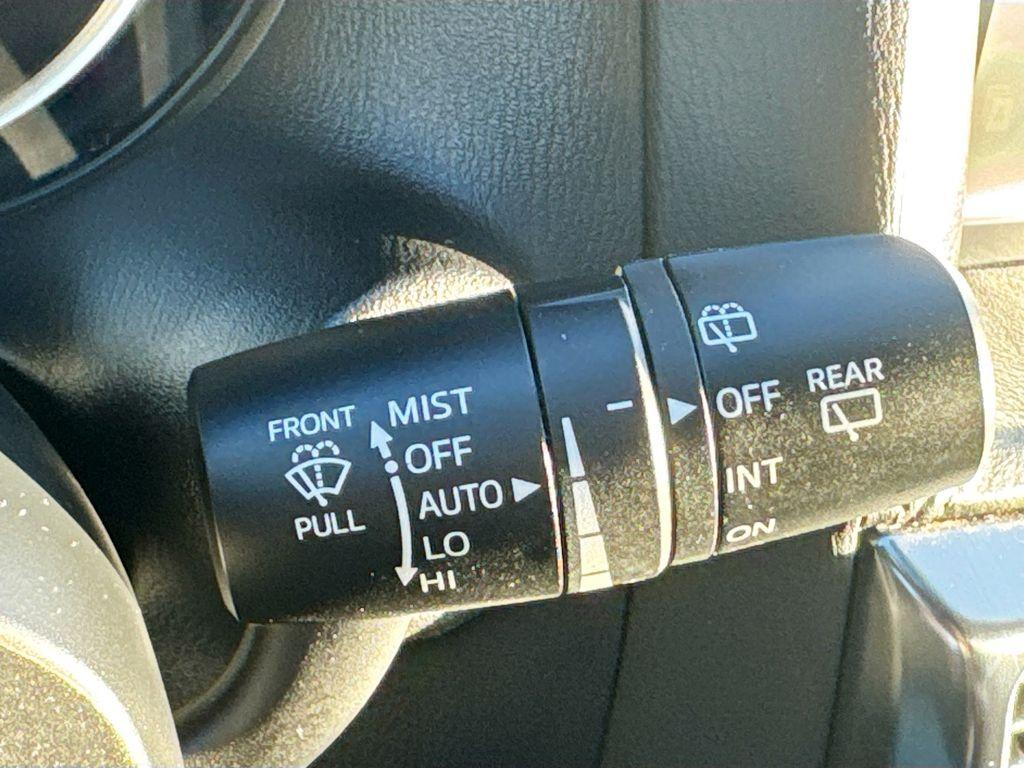 FRONT
PULL
MIST
OFF
AUTO
LO
HI
OFF
INT
ON
REAR